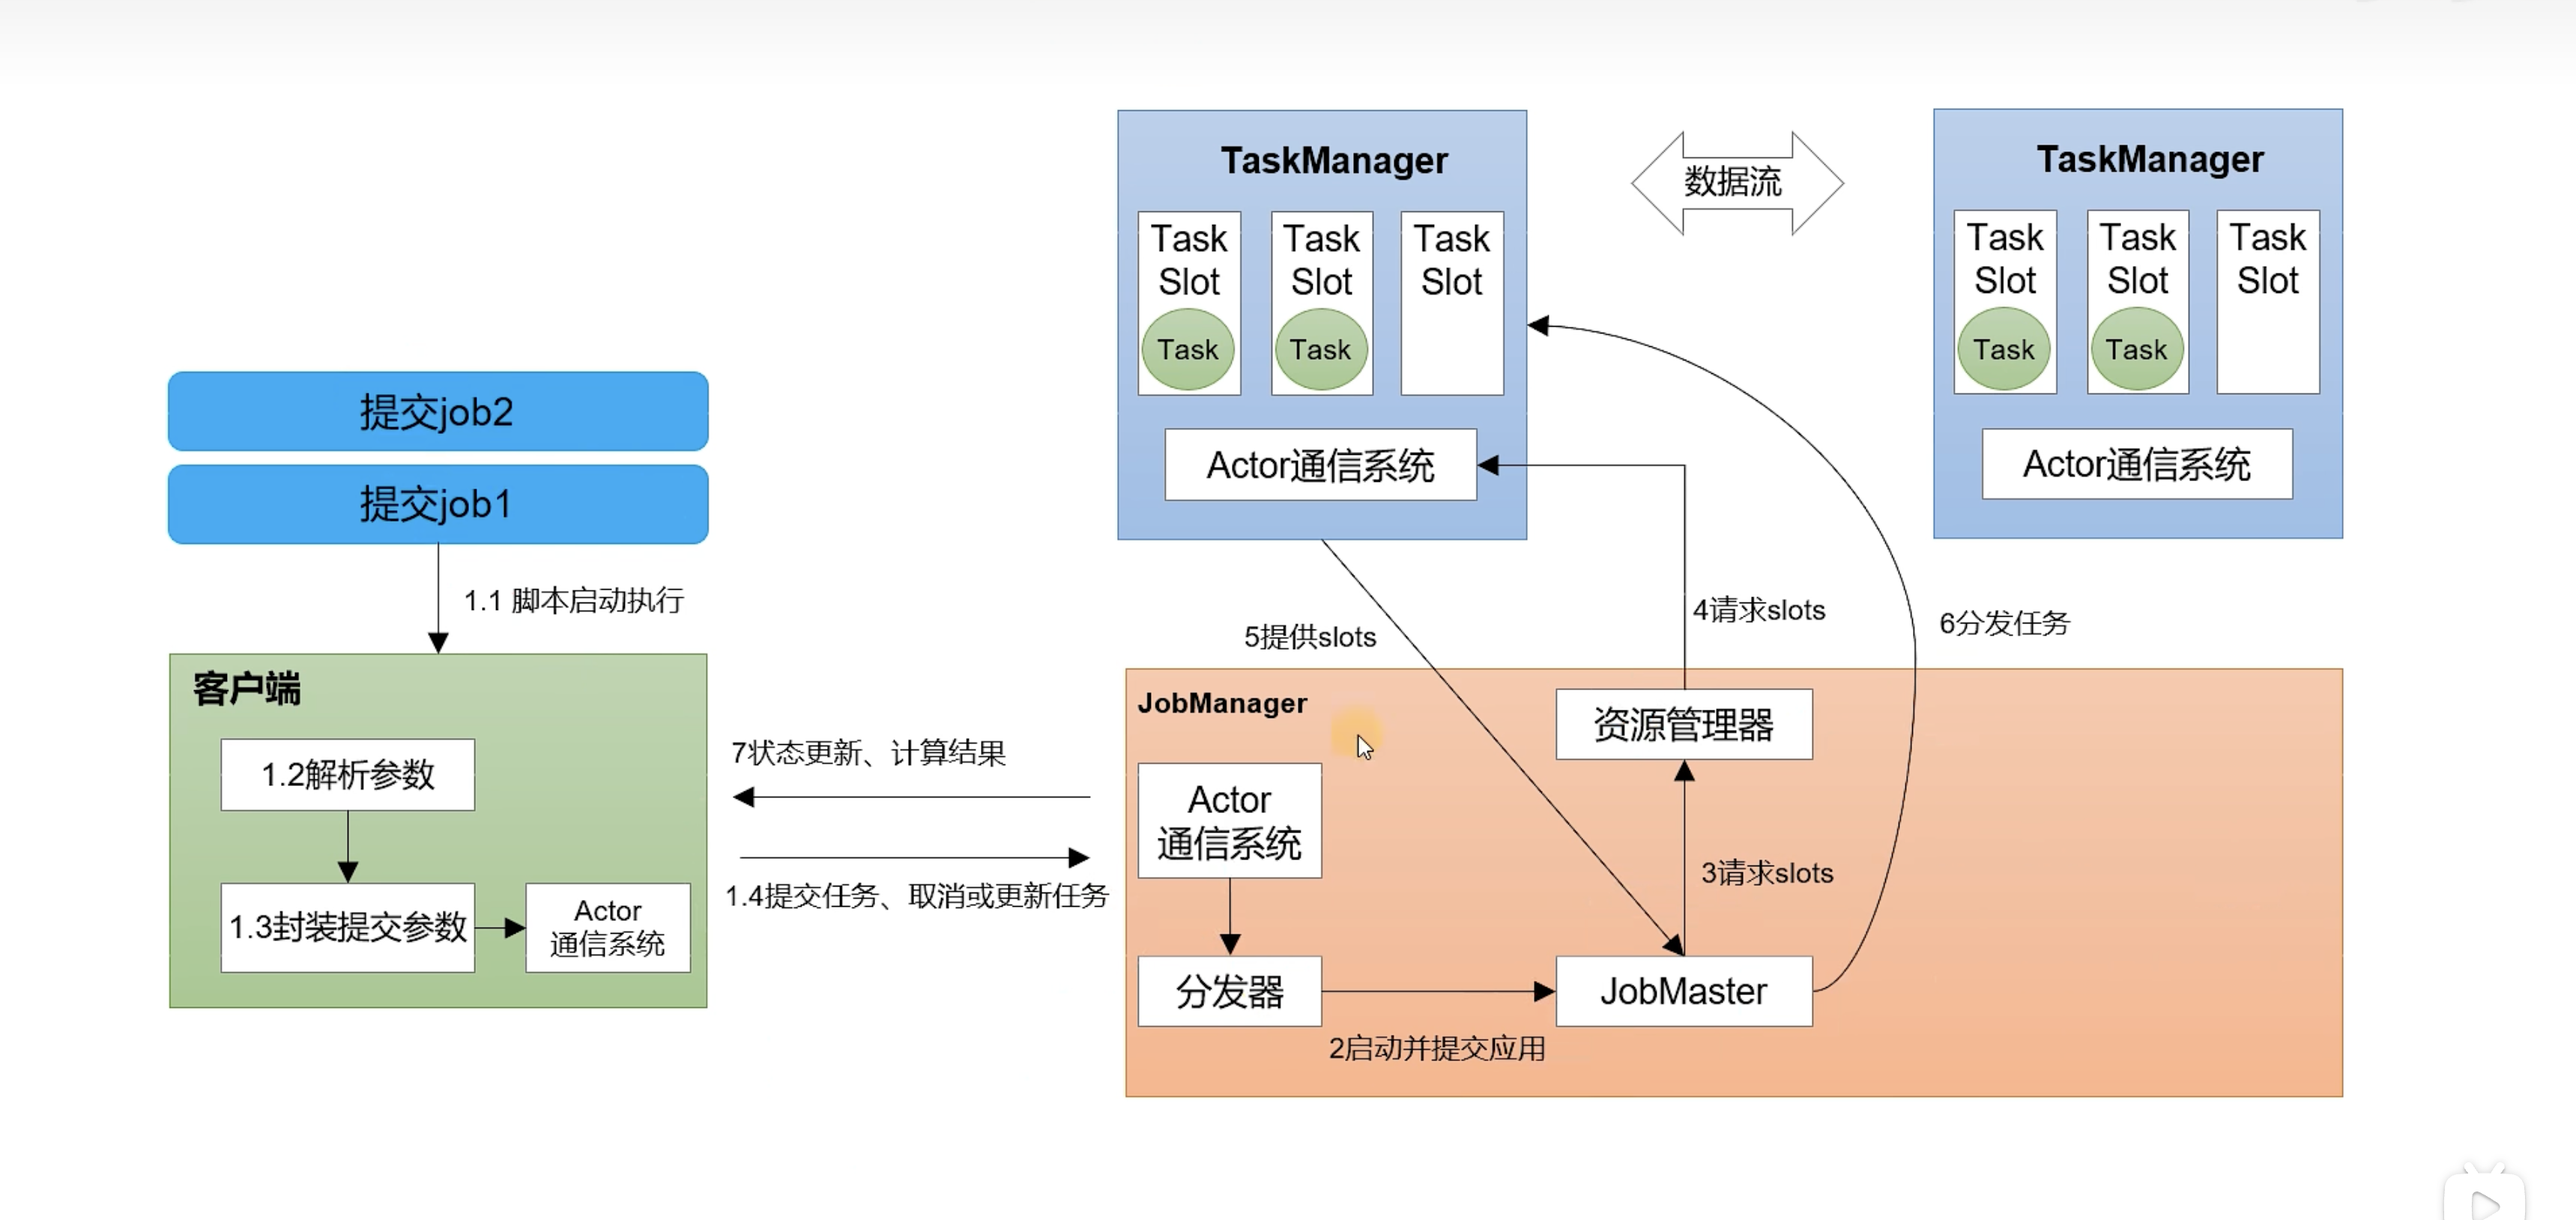 TaskManager
Task
Slot
Task
Task
Slot
Task
Task
Slot
Actor通信系统
数据流
TaskManager
Task
Slot
Task
Task
Slot
Task
Task
Slot
Actor通信系统
提交job2
提交job1
1.1 脚本启动执行
客户端
1.2解析参数
1.3封装提交参数
Actor
通信系统
7状态更新、计算结果
1.4提交任务、取消或更新任务
5提供slots
4请求slots
6分发任务
JobManager
资源管理器
Actor
通信系统
3请求slots
分发器
JobMaster
2启动并提交应用